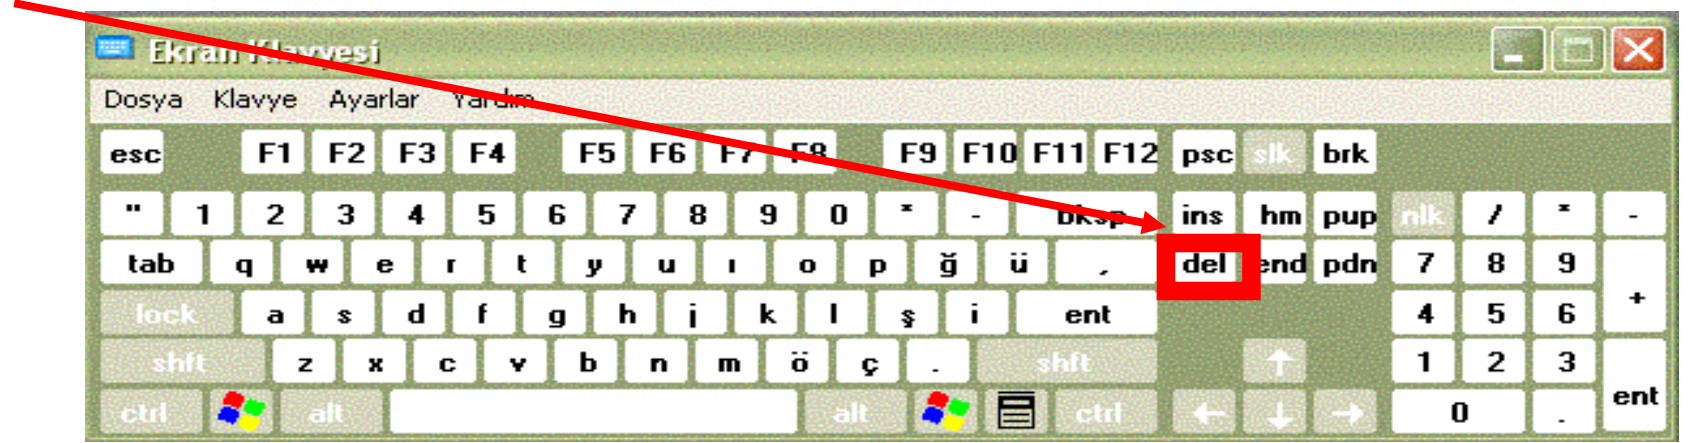 Ekran Klavyesi
Dosya Klavye Ayarlar Yardım
esc F1 F2 F3 F4 F5 F6 F7 F8 F9 F10 F11 F12 psc slk brk
" 1 2 3 4 5 6 7 8 9 0 * - bksp ins hm pup nlk / * -
tab q w e r t y u ı o p ğ ü , del end pdn 7 8 9 +
lock a s d f g h j k l ş i ent 4 5 6
shft z x c v b n m ö ç . shft ↑ 1 2 3 ent
ctrl alt alt ctrl ← ↓ → 0 .